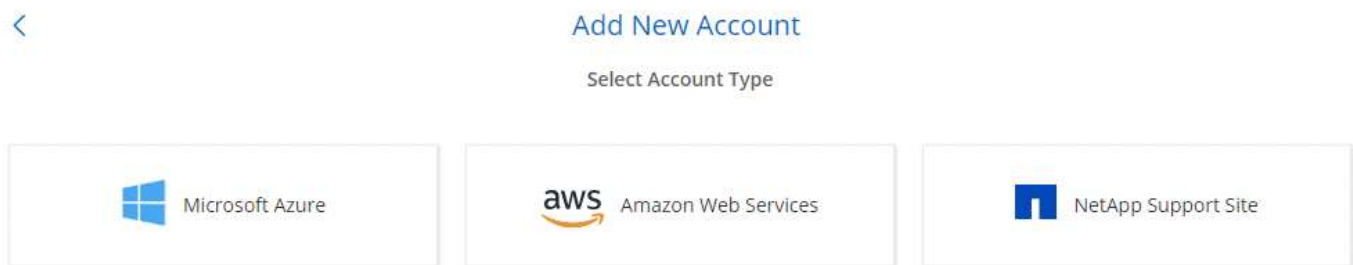 Add New Account
Select Account Type
Microsoft Azure
aws Amazon Web Services
NetApp Support Site